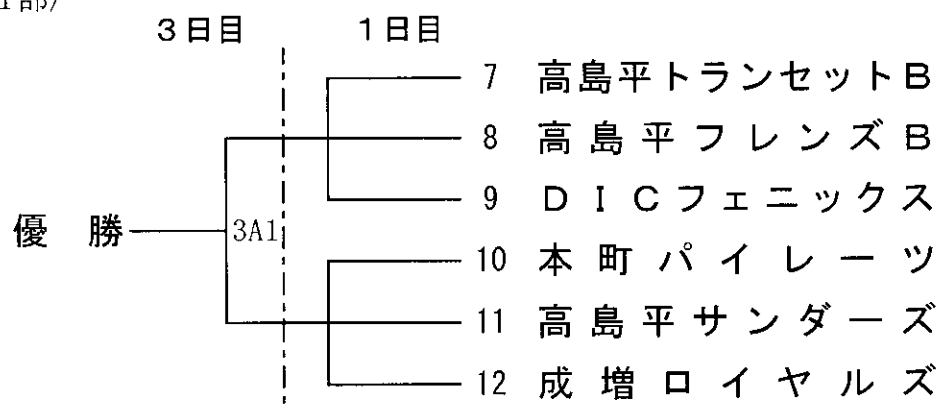 3日目 1日目
7 高島平トランセットB
8 高島平フレンズB
9 DICフェニックス
優勝 3A1
10 本町パイレーツ
11 高島平サンダーズ
12 成増ロイヤルズ